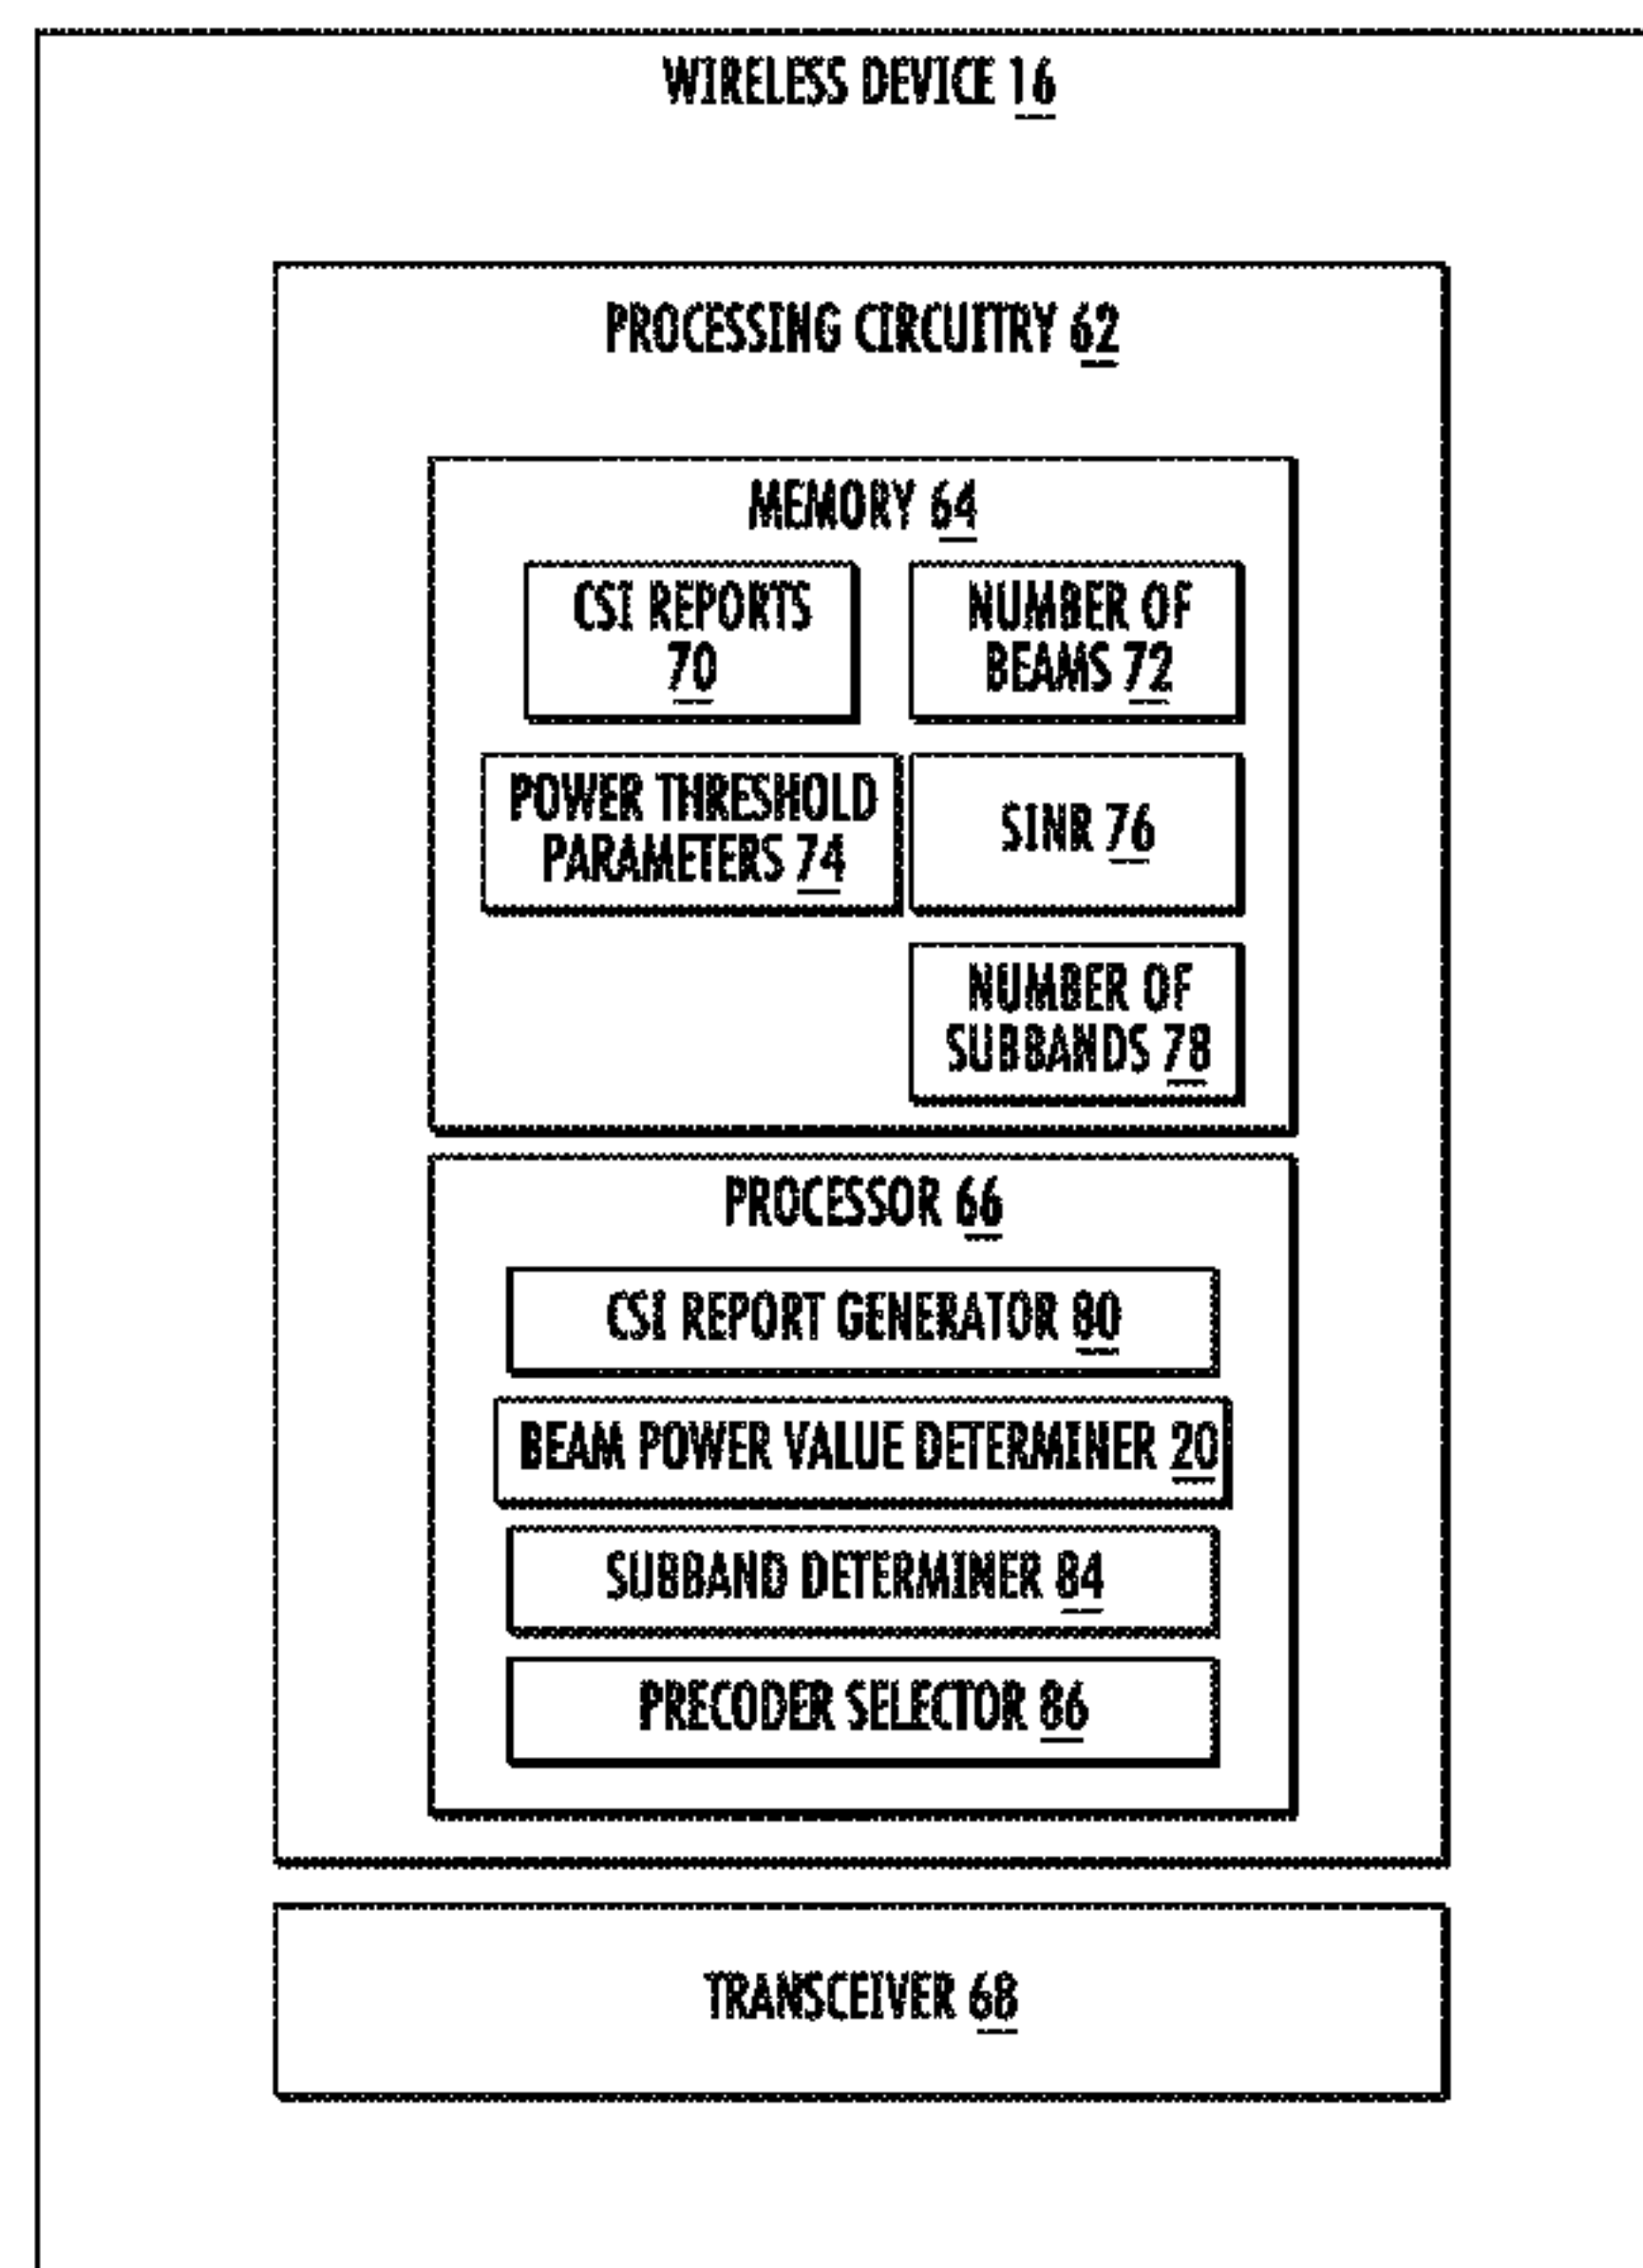 WIRELESS DEVICE 16
PROCESSING CIRCUITRY 62
MEMORY 64
CSI REPORTS
70
NUMBER OF
BEAMS 72
POWER THRESHOLD
PARAMETERS 74
SINR 76
NUMBER OF
SUBBANDS 78
PROCESSOR 66
CSI REPORT GENERATOR 80
BEAM POWER VALUE DETERMINER 20
SUBBAND DETERMINER 84
PRECODER SELECTOR 86
TRANSCEIVER 68